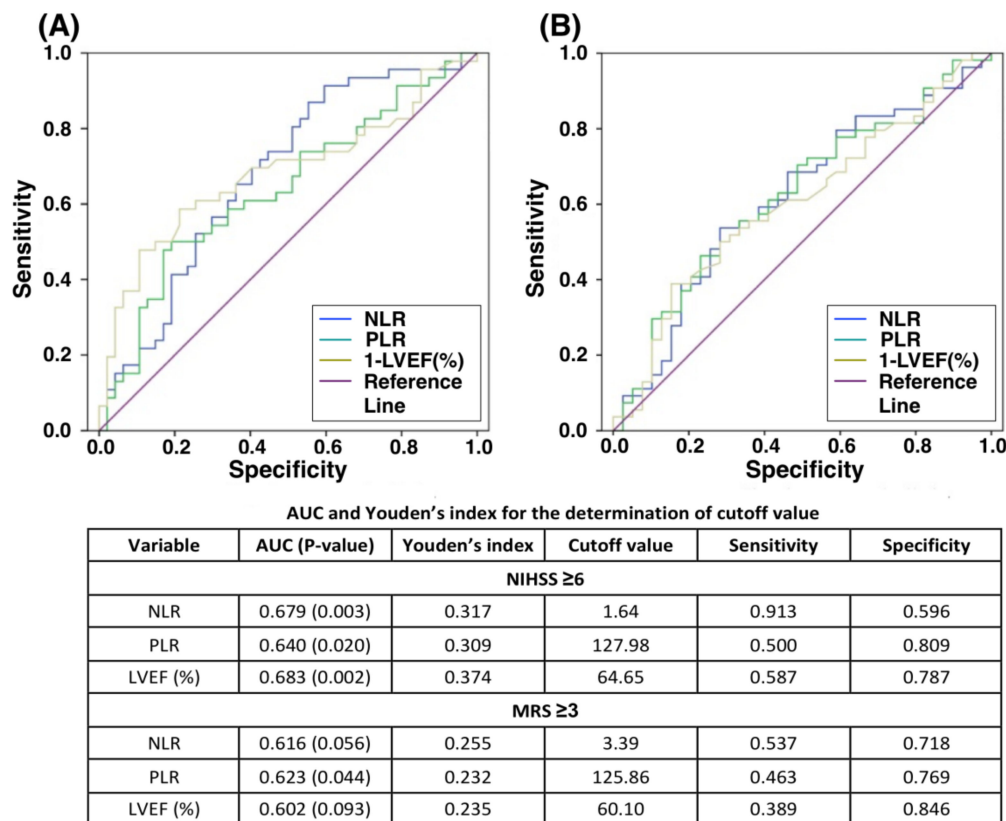 (A)
1.0
0.8
0.6
0.4
0.2
0.0
Sensitivity
NLR
PLR
1-LVEF(%)
Reference
Line
0.0 0.2 0.4 0.6 0.8 1.0
Specificity
(B)
1.0
0.8
0.6
0.4
0.2
0.0
Sensitivity
NLR
PLR
1-LVEF(%)
Reference
Line
0.0 0.2 0.4 0.6 0.8 1.0
Specificity
AUC and Youden’s index for the determination of cutoff value
Variable AUC (P-value) Youden’s index Cutoff value Sensitivity Specificity
NIHSS ≥6
NLR 0.679 (0.003) 0.317 1.64 0.913 0.596
PLR 0.640 (0.020) 0.309 127.98 0.500 0.809
LVEF (%) 0.683 (0.002) 0.374 64.65 0.587 0.787
MRS ≥3
NLR 0.616 (0.056) 0.255 3.39 0.537 0.718
PLR 0.623 (0.044) 0.232 125.86 0.463 0.769
LVEF (%) 0.602 (0.093) 0.235 60.10 0.389 0.846